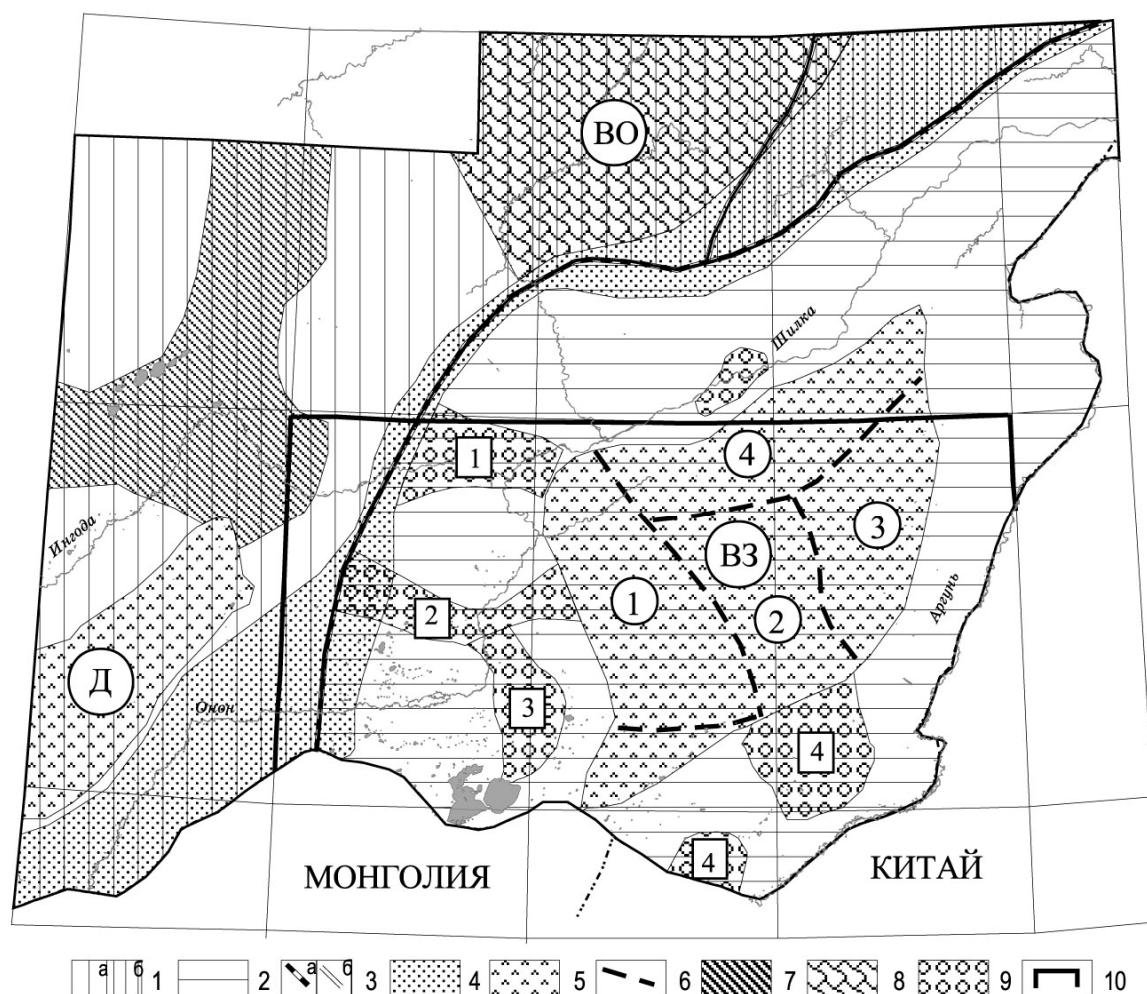 ВО
Шилка
1
4
3
Ингода
ВЗ
1
2
2
Аргунь
Д
Онон
3
4
4
МОНГОЛИЯ
КИТАЙ
а б 1 2 а б 3 4 5 6 7 8 9 10